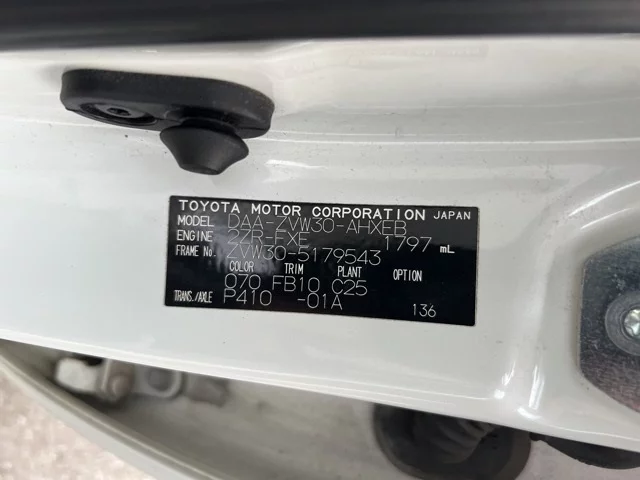 TOYOTA MOTOR CORPORATION JAPAN
MODEL DAA-ZVW30-AHXEB
ENGINE 2ZR-FXE 1797 mL
FRAME No. ZVW30-5179543
COLOR TRIM PLANT OPTION
070 FB10 C25
TRANS./AXLE P410 -01A
136